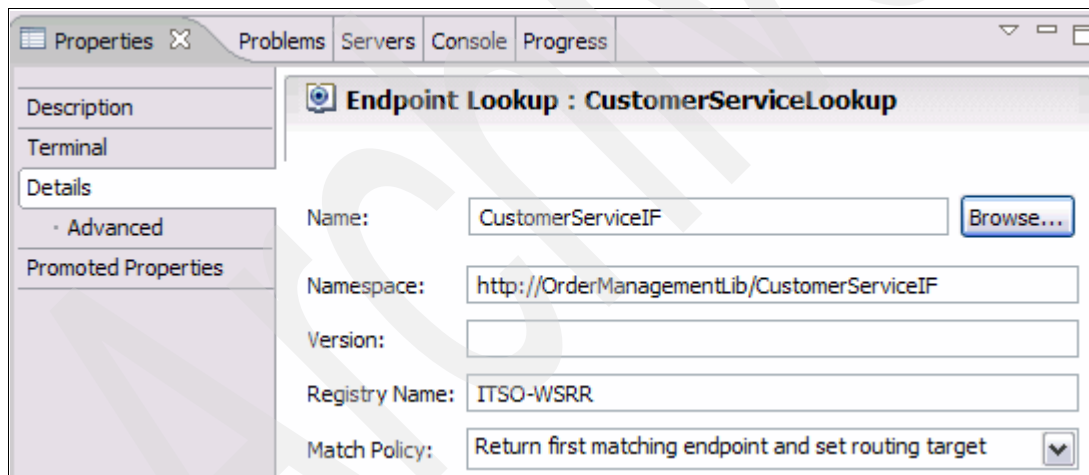 Properties Problems Servers Console Progress
Description
Terminal
Details
Advanced
Promoted Properties
Endpoint Lookup : CustomerServiceLookup
Name: CustomerServiceIF Browse...
Namespace: http://OrderManagementLib/CustomerServiceIF
Version:
Registry Name: ITSO-WSRR
Match Policy: Return first matching endpoint and set routing target